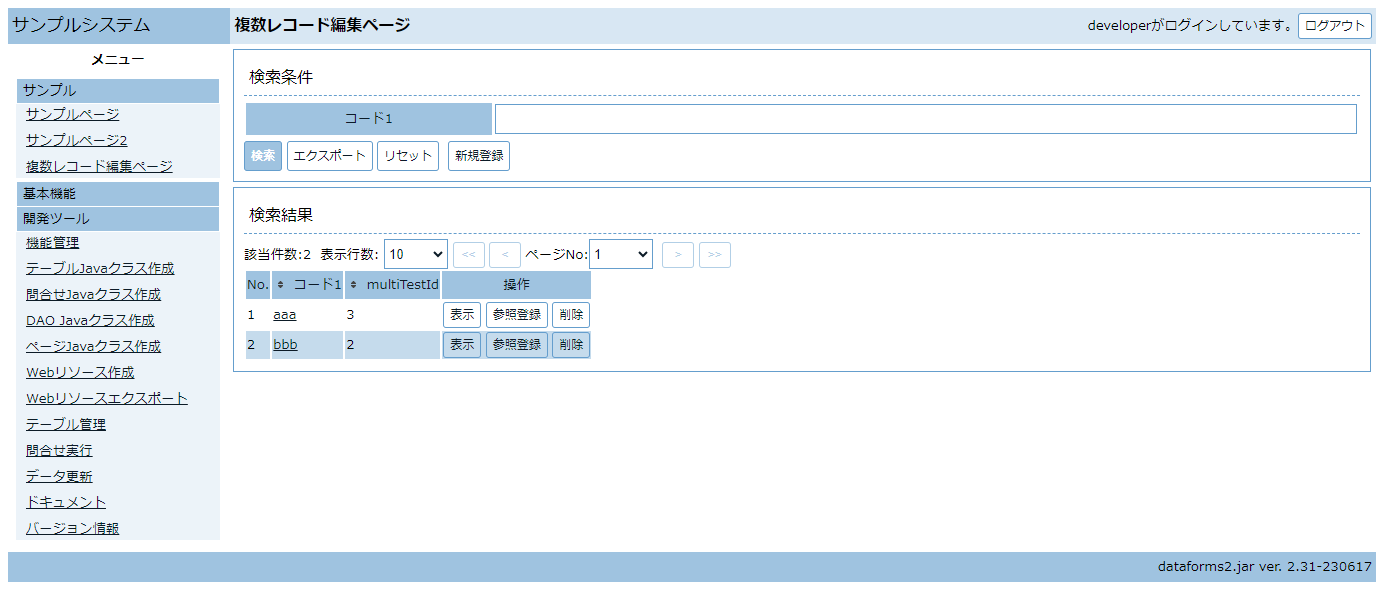 サンプルシステム
複数レコード編集ページ
developerがログインしています。 ログアウト
メニュー
サンプル
サンプルページ
サンプルページ2
複数レコード編集ページ
基本機能
開発ツール
機能管理
テーブルJavaクラス作成
問合せJavaクラス作成
DAO Javaクラス作成
ページJavaクラス作成
Webリソース作成
Webリソースエクスポート
テーブル管理
問合せ実行
データ更新
ドキュメント
バージョン情報
検索条件
コード1
検索 エクスポート リセット 新規登録
検索結果
該当件数:2 表示行数: 10 << < ページNo: 1 > >>
No. コード1 multiTestId 操作
1 aaa 3 表示 参照登録 削除
2 bbb 2 表示 参照登録 削除
dataforms2.jar ver. 2.31-230617